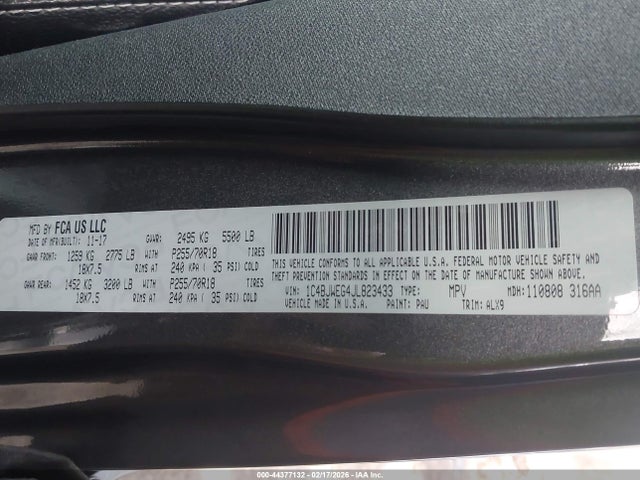 MFD BY FCA US LLC
DATE OF MFR(BUILT): 11-17 GVWR: 2495 KG 5500 LB
GAWR FRONT: 1259 KG 2775 LB WITH P255/70R18 TIRES
18X7.5 RIMS AT 240 KPA ( 35 PSI) COLD
GAWR REAR: 1452 KG 3200 LB WITH P255/70R18 TIRES
18X7.5 RIMS AT 240 KPA ( 35 PSI) COLD
THIS VEHICLE CONFORMS TO ALL APPLICABLE U.S.A. FEDERAL MOTOR VEHICLE SAFETY AND
THEFT PREVENTION STANDARDS IN EFFECT ON THE DATE OF MANUFACTURE SHOWN ABOVE.
VIN: 1C4BJWEG4JL823433 TYPE: MPV MDH: 110808 316AA
VEHICLE MADE IN U.S.A. PAINT: PAU TRIM: ALX9
000-44377132 - 02/17/2026 - IAA Inc.